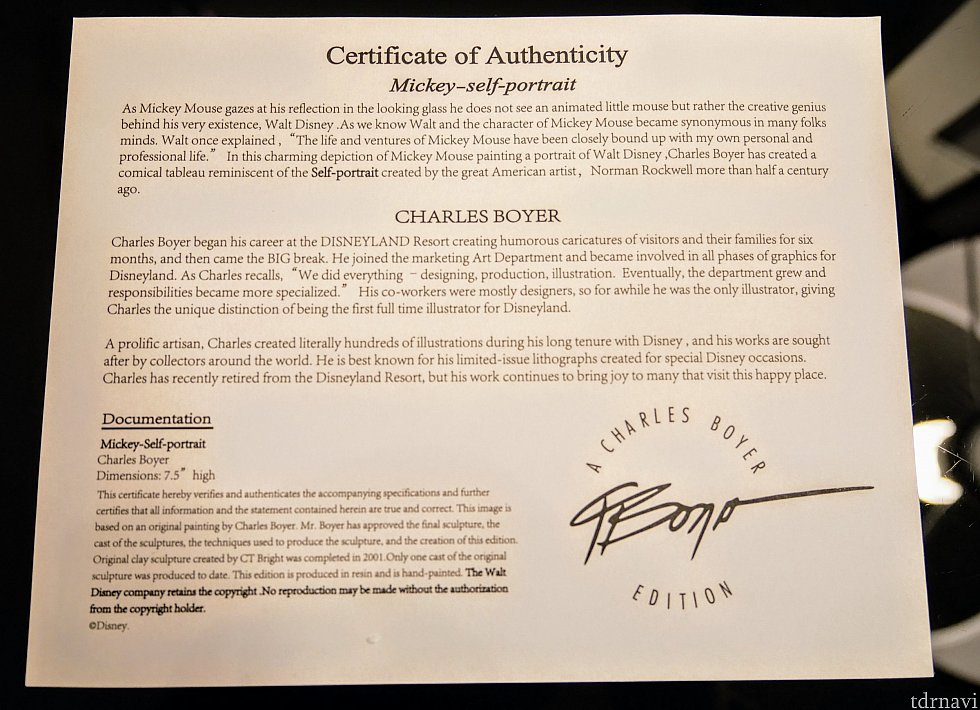 Certificate of Authenticity
Mickey-self-portrait
As Mickey Mouse gazes at his reflection in the looking glass he does not see an animated little mouse but rather the creative genius
behind his very existence, Walt Disney .As we know Walt and the character of Mickey Mouse became synonymous in many folks
minds. Walt once explained , “The life and ventures of Mickey Mouse have been closely bound up with my own personal and
professional life.” In this charming depiction of Mickey Mouse painting a portrait of Walt Disney ,Charles Boyer has created a
comical tableau reminiscent of the Self-portrait created by the great American artist, Norman Rockwell more than half a century
ago.
CHARLES BOYER
Charles Boyer began his career at the DISNEYLAND Resort creating humorous caricatures of visitors and their families for six
months, and then came the BIG break. He joined the marketing Art Department and became involved in all phases of graphics for
Disneyland. As Charles recalls, “We did everything – designing, production, illustration. Eventually, the department grew and
responsibilities became more specialized.” His co-workers were mostly designers, so for awhile he was the only illustrator, giving
Charles the unique distinction of being the first full time illustrator for Disneyland.
A prolific artisan, Charles created literally hundreds of illustrations during his long tenure with Disney , and his works are sought
after by collectors around the world. He is best known for his limited-issue lithographs created for special Disney occasions.
Charles has recently retired from the Disneyland Resort, but his work continues to bring joy to many that visit this happy place.
Documentation
Mickey-Self-portrait
Charles Boyer
Dimensions: 7.5” high
This certificate hereby verifies and authenticates the accompanying specifications and further
certifies that all information and the statement contained herein are true and correct. This image is
based on an original painting by Charles Boyer. Mr. Boyer has approved the final sculpture, the
cast of the sculptures, the techniques used to produce the sculpture, and the creation of this edition.
Original clay sculpture created by CT Bright was completed in 2001.Only one cast of the original
sculpture was produced to date. This edition is produced in resin and is hand-painted. The Walt
Disney company retains the copyright .No reproduction may be made without the authorization
from the copyright holder.
©Disney.
A CHARLES BOYER
CBoyer
EDITION
tdrnavi